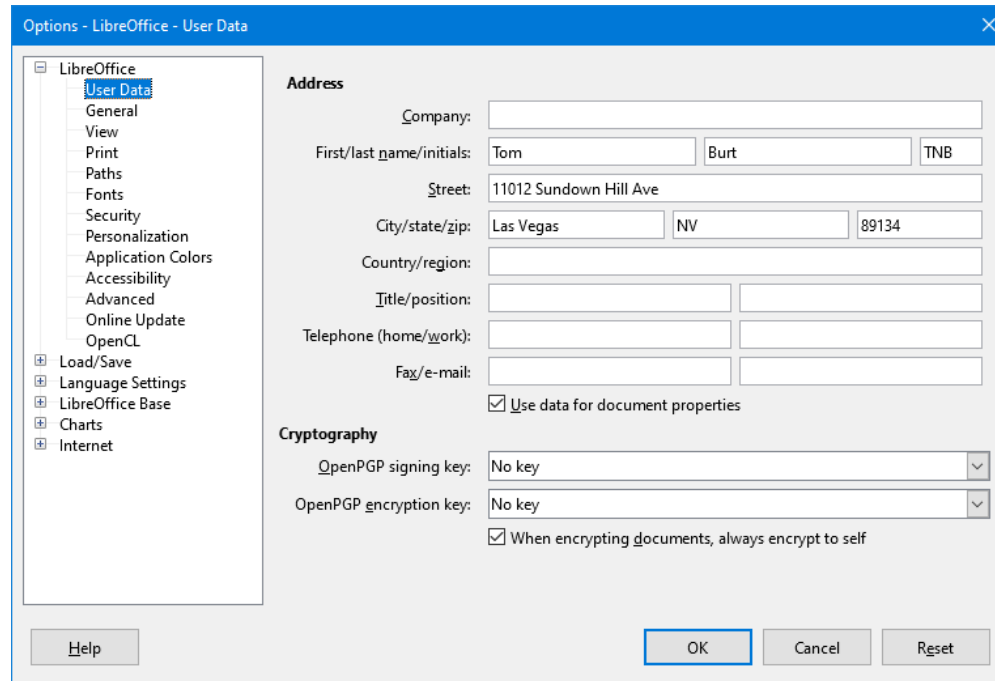 Options - LibreOffice - User Data
LibreOffice
User Data
General
View
Print
Paths
Fonts
Security
Personalization
Application Colors
Accessibility
Advanced
Online Update
OpenCL
Load/Save
Language Settings
LibreOffice Base
Charts
Internet
Address
Company:
First/last name/initials: Tom Burt TNB
Street: 11012 Sundown Hill Ave
City/state/zip: Las Vegas NV 89134
Country/region:
Title/position:
Telephone (home/work):
Fax/e-mail:
Use data for document properties
Cryptography
OpenPGP signing key: No key
OpenPGP encryption key: No key
When encrypting documents, always encrypt to self
Help OK Cancel Reset